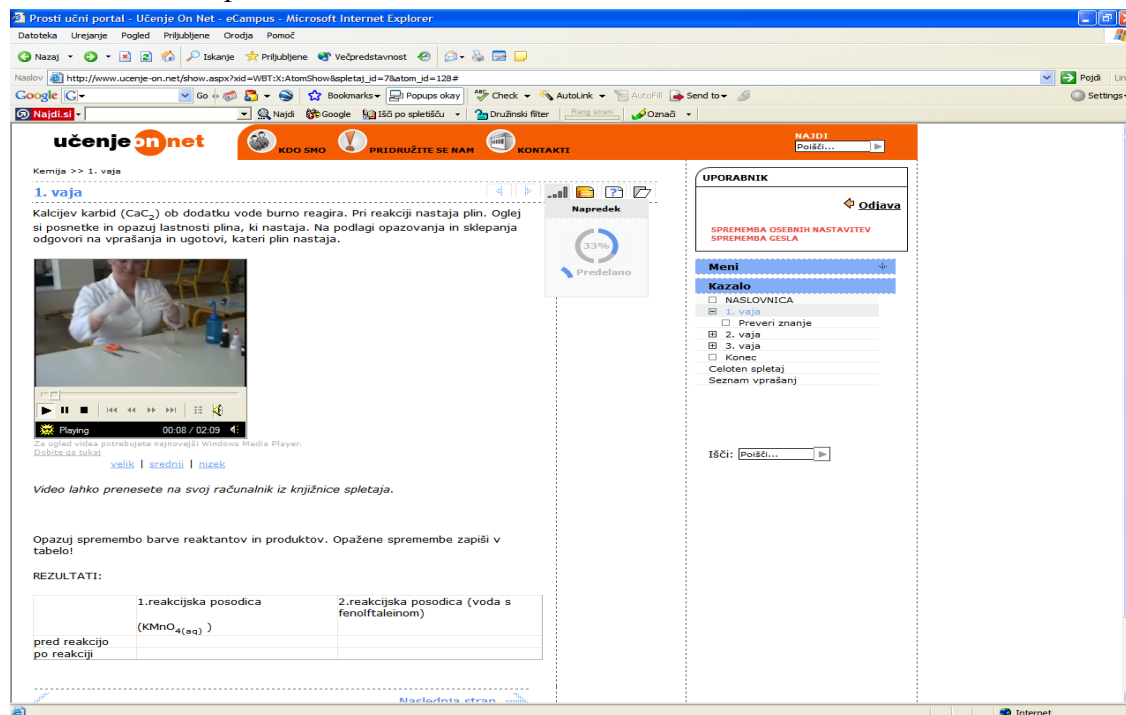 Prosti učni portal - Učenje On Net - eCampus - Microsoft Internet Explorer
Datoteka Urejanje Pogled Priljubljene Orodja Pomoč
Nazaj Iskanje Priljubljene Večpredstavnost
Naslov http://www.ucenje-on.net/show.aspx?xid=WBT:X:AtomShow&spletaj_id=7&atom_id=128# Pojdi
Google G Go Bookmarks Popups okay Check AutoLink AutoFill Send to Settings
Najdi.si Najdi Google Išči po spletišču Družinski filter Rang strani Označi
učenje on net KDO SMO PRIDRUŽITE SE NAM KONTAKTI
NAJDI
Poišči...
Kemija >> 1. vaja
1. vaja
Kalcijev karbid (CaC2) ob dodatku vode burno
reagira. Pri reakciji nastaja plin. Oglej
si posnetke in opazuj lastnosti plina, ki nastaja. Na podlagi opazovanja in sklepanja
odgovori na vprašanja in ugotovi, kateri plin
nastaja.
Napredek
33%
Predelano
Playing 00:08 / 02:09
Za ogled videa potrebujete najnovejši Windows Media Player.
Dobite ga tukaj
velik | srednji | nizek
Video lahko prenesete na svoj računalnik iz knjižnice spletaja.
Opazuj spremembo barve reaktantov in produktov. Opažene spremembe zapiši v
tabelo!
REZULTATI:
1.reakcijska posodica 2.reakcijska posodica (voda s
fenolftaleinom)
(KMnO4(aq) )
pred reakcijo
po reakciji
Naslednja stran
UPORABNIK
Odjava
SPREMEMBA OSEBNIH NASTAVITEV
SPREMEMBA GESLA
Meni
Kazalo
NASLOVNICA
1. vaja
Preveri znanje
2. vaja
3. vaja
Konec
Celoten spletaj
Seznam vprašanj
Išči: Poišči...
Internet